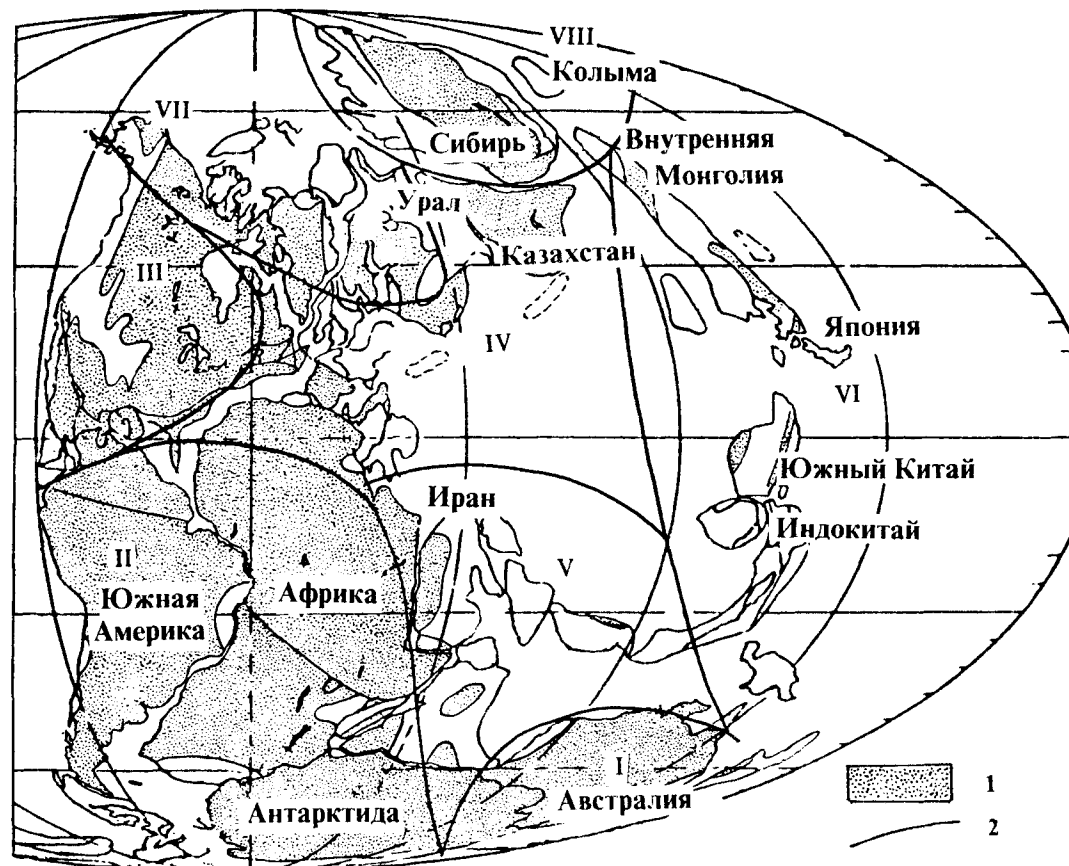 VIII
Колыма
VII
Сибирь
Внутренняя
Монголия
Урал
Казахстан
III
IV
Япония
VI
Южный Китай
Иран
Индокитай
II
V
Южная
Америка
Африка
I
Антарктида
Австралия
1
2